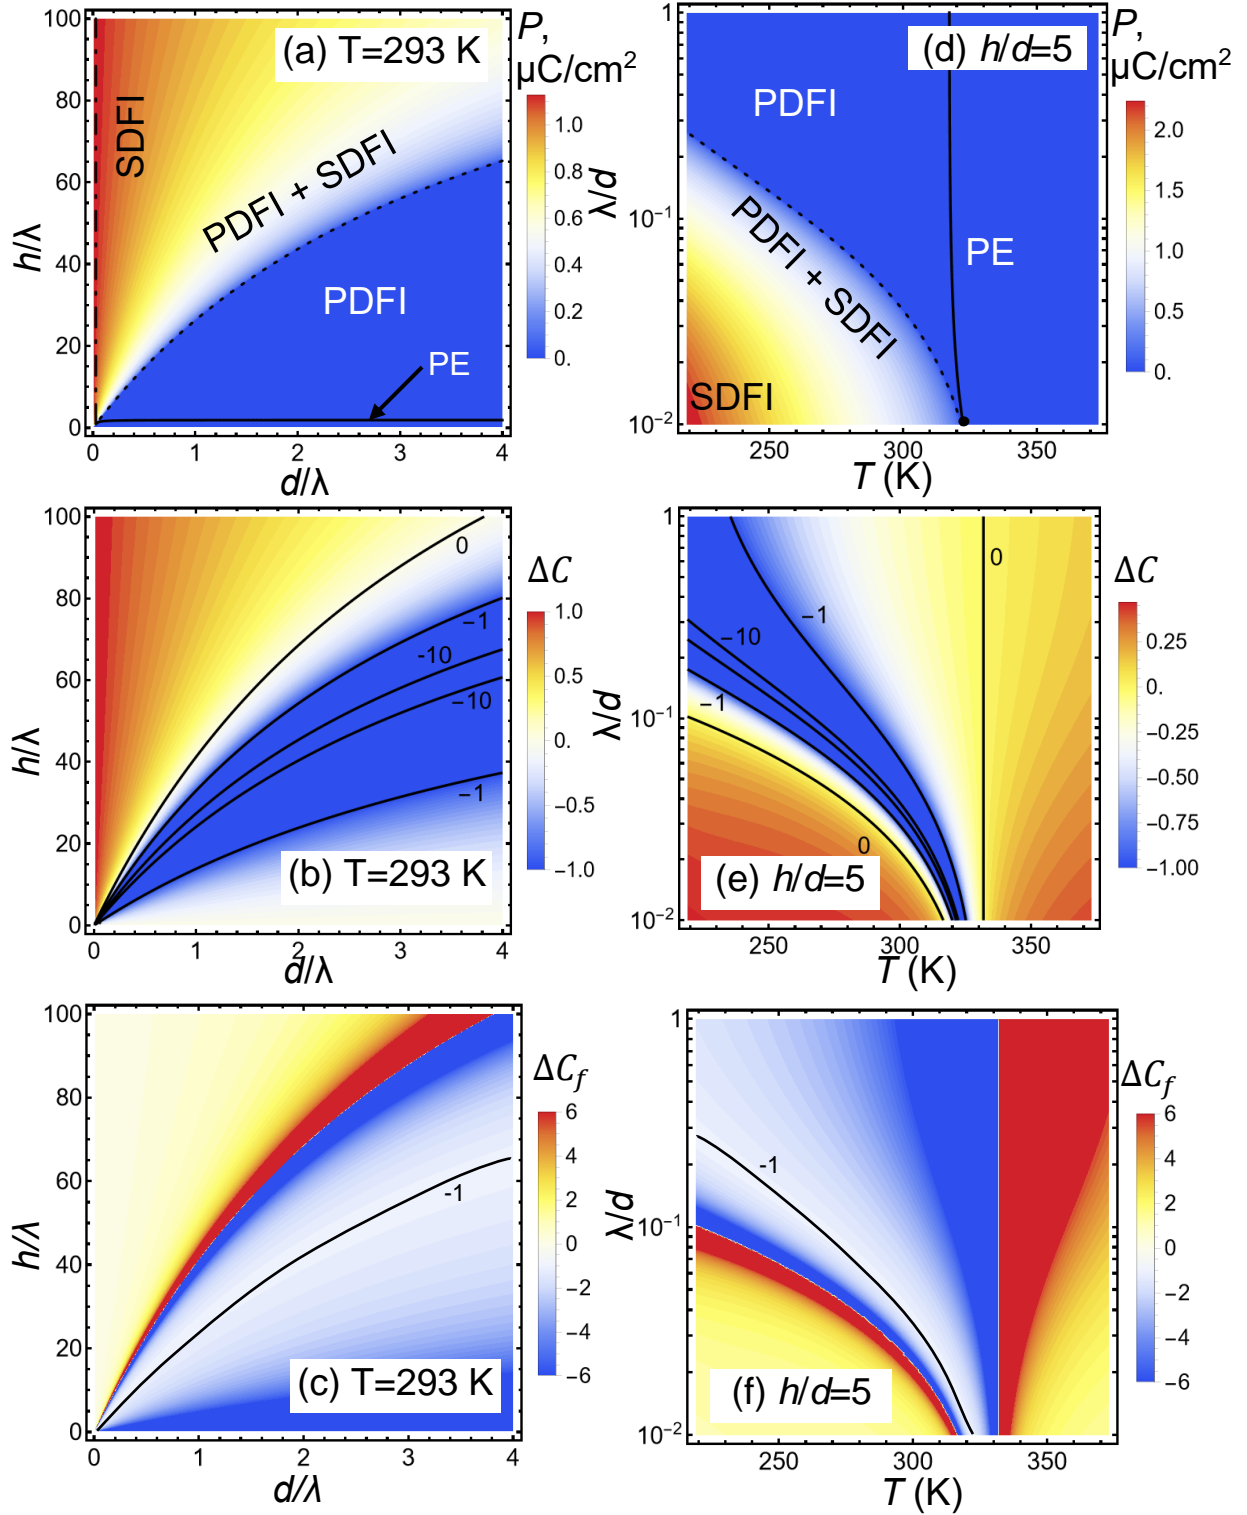 (a) T=293 K
SDFI
PDFI + SDFI
PDFI
PE
h/λ
100
80
60
40
20
0
0 1 2 3 4
d/λ
P,
μC/cm²
1.0
0.8
0.6
0.4
0.2
0.
(d) h/d=5
PDFI
PDFI + SDFI
PE
SDFI
λ/d
1
10⁻¹
10⁻²
250 300 350
T (K)
P,
μC/cm²
2.0
1.5
1.0
0.5
0.
(b) T=293 K
0
−1
-10
−10
−1
h/λ
100
80
60
40
20
0
0 1 2 3 4
d/λ
ΔC
1.0
0.5
0.
−0.5
−1.0
(e) h/d=5
0
−1
−10
−1
0
λ/d
1
10⁻¹
10⁻²
250 300 350
T (K)
ΔC
0.25
0.
−0.25
−0.50
−0.75
−1.00
(c) T=293 K
-1
h/λ
100
80
60
40
20
0
0 1 2 3 4
d/λ
ΔC_f
6
4
2
0
−2
−4
−6
(f) h/d=5
-1
λ/d
1
10⁻¹
10⁻²
250 300 350
T (K)
ΔC_f
6
4
2
0
−2
−4
−6